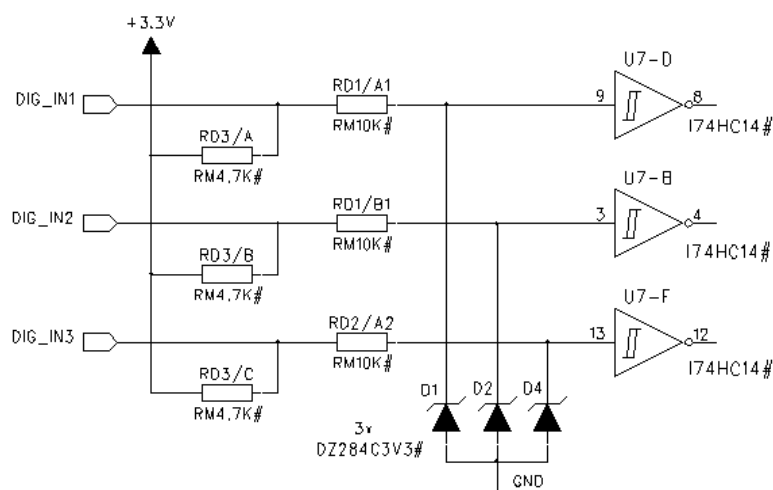 +3.3V
U7-D
DIG_IN1
RD1/A1
9
8
RD3/A
RM10K#
I74HC14#
RM4,7K#
U7-B
DIG_IN2
RD1/B1
3
4
RD3/B
RM10K#
I74HC14#
RM4,7K#
U7-F
DIG_IN3
RD2/A2
13
12
RD3/C
RM10K#
I74HC14#
RM4,7K#
D1
D2
D4
3x
DZ284C3V3#
GND